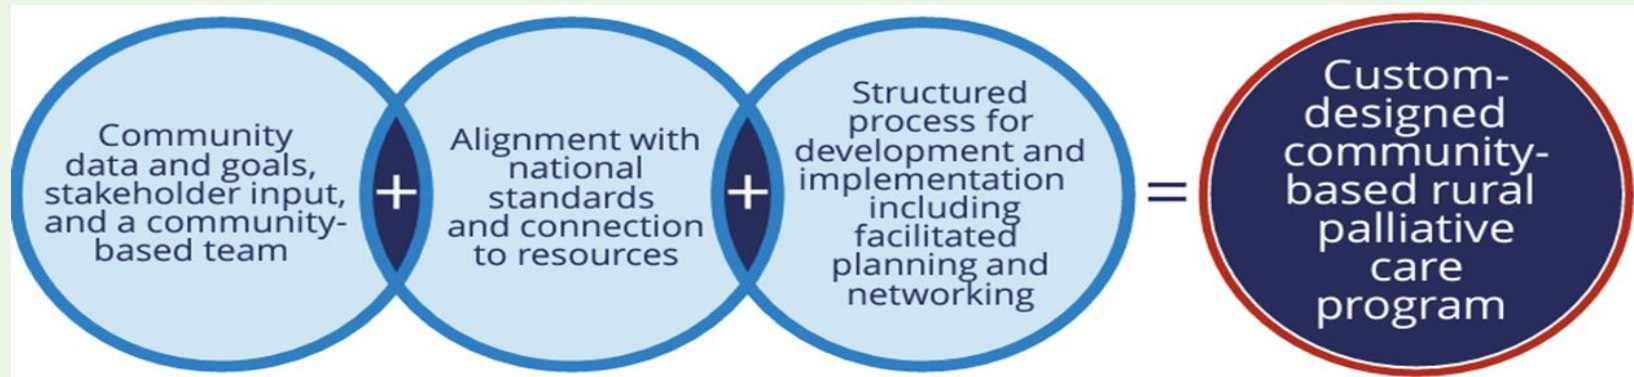 Community
data and goals,
stakeholder input,
and a community-
based team
+
Alignment with
national
standards
and connection
to resources
+
Structured
process for
development and
implementation
including
facilitated
planning and
networking
=
Custom-
designed
community-
based rural
palliative
care
program